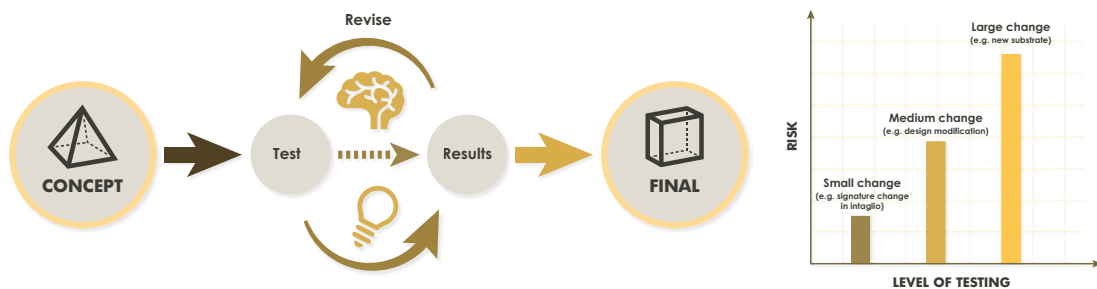 Revise
CONCEPT
Test
Results
FINAL
RISK
Large change
(e.g. new substrate)
Medium change
(e.g. design modification)
Small change
(e.g. signature change
in intaglio)
LEVEL OF TESTING